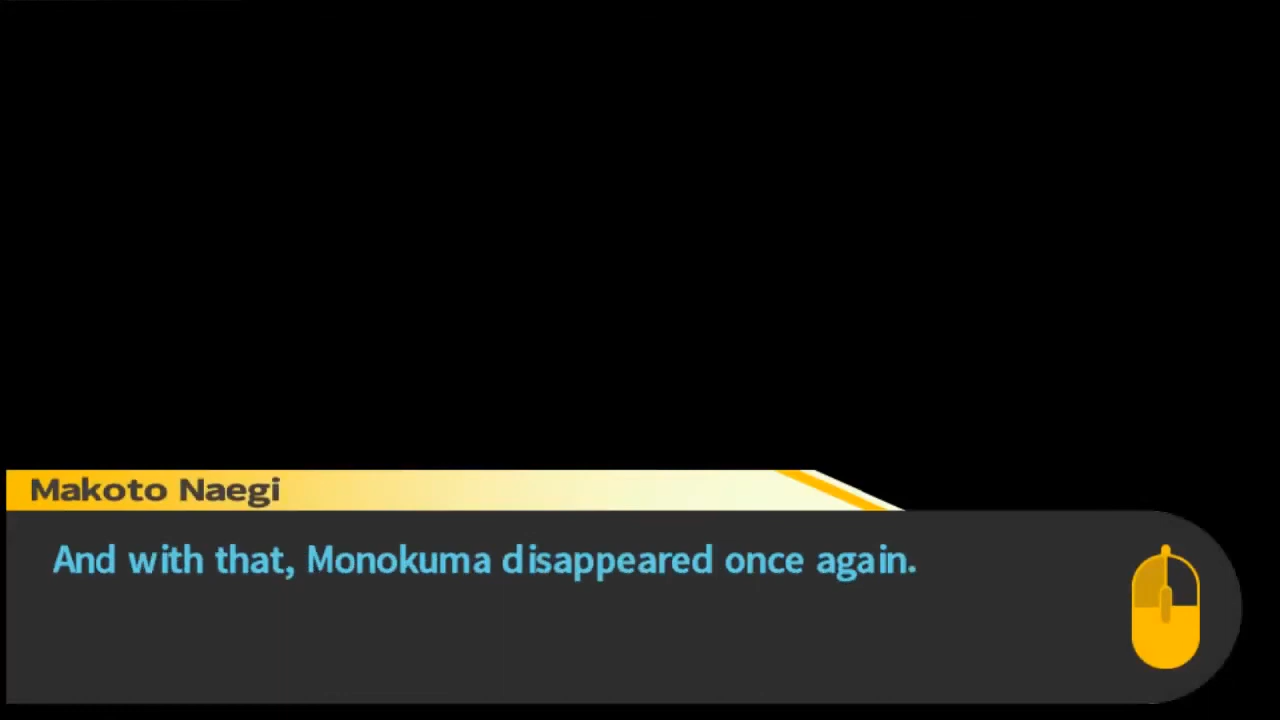 Makoto Naegi
And with that, Monokuma disappeared once again.